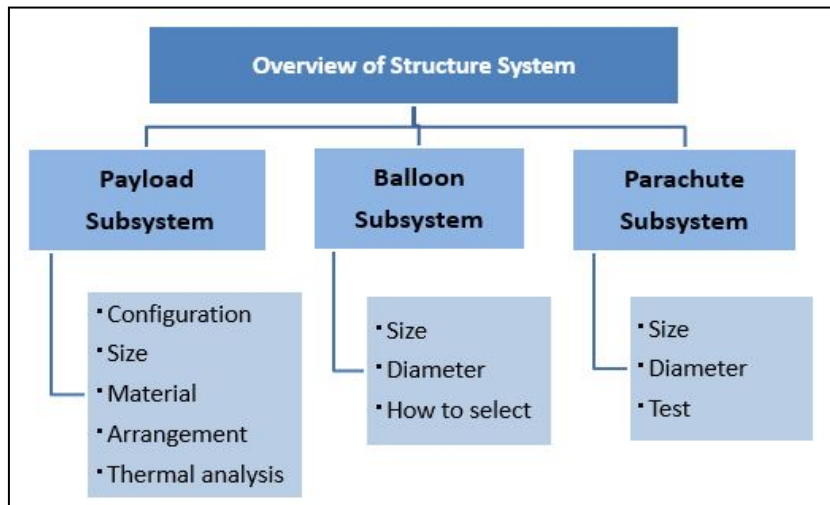 Overview of Structure System
Payload
Subsystem
▪ Configuration
▪ Size
▪ Material
▪ Arrangement
▪ Thermal analysis
Balloon
Subsystem
▪ Size
▪ Diameter
▪ How to select
Parachute
Subsystem
▪ Size
▪ Diameter
▪ Test